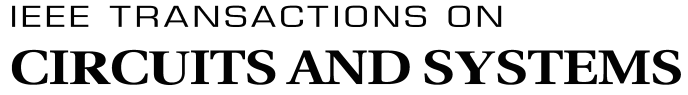 IEEE TRANSACTIONS ON
CIRCUITS AND SYSTEMS